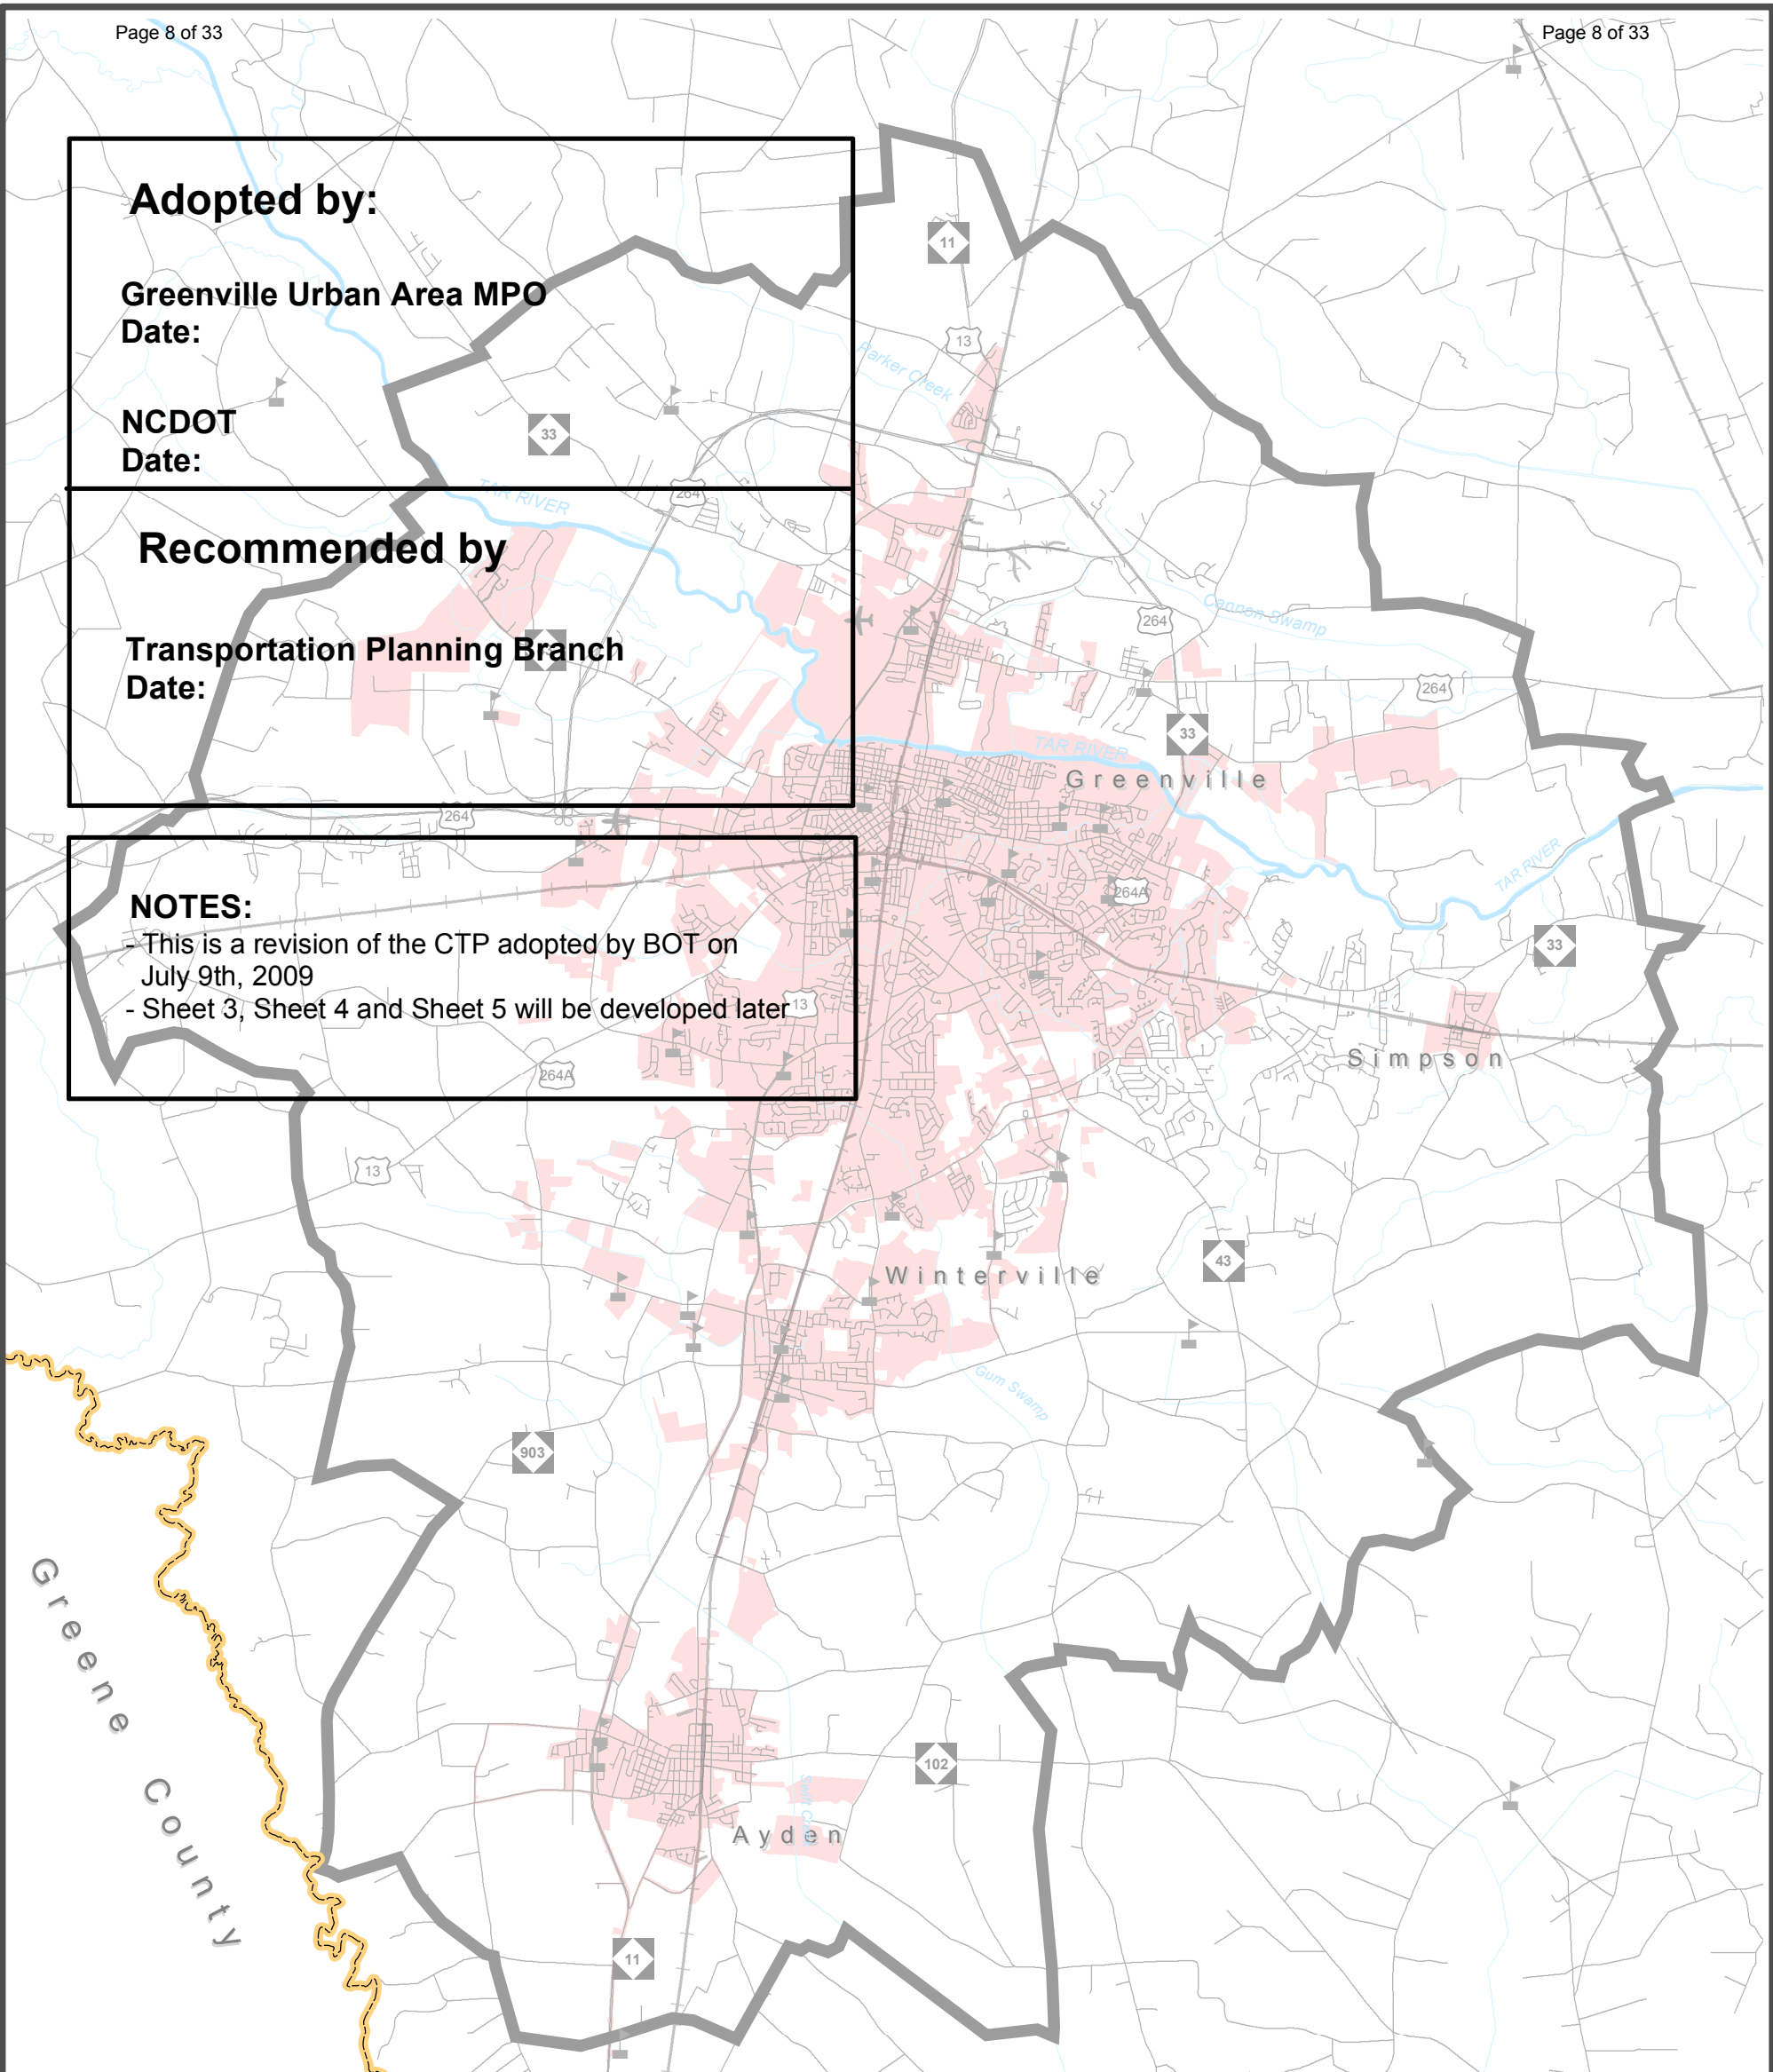 Page 8 of 33
Page 8 of 33
Adopted by:
Greenville Urban Area MPO
Date:
NCDOT
Date:
Recommended by
Transportation Planning Branch
Date:
NOTES:
- This is a revision of the CTP adopted by BOT on
July 9th, 2009
- Sheet 3, Sheet 4 and Sheet 5 will be developed later
11
13
Parker Creek
33
264
TAR RIVER
264
Cannon Swamp
264
33
TAR RIVER
Greenville
264
264A
TAR RIVER
33
13
Simpson
264A
13
43
Winterville
Gum Swamp
903
Greene County
102
Swift Creek
Ayden
11